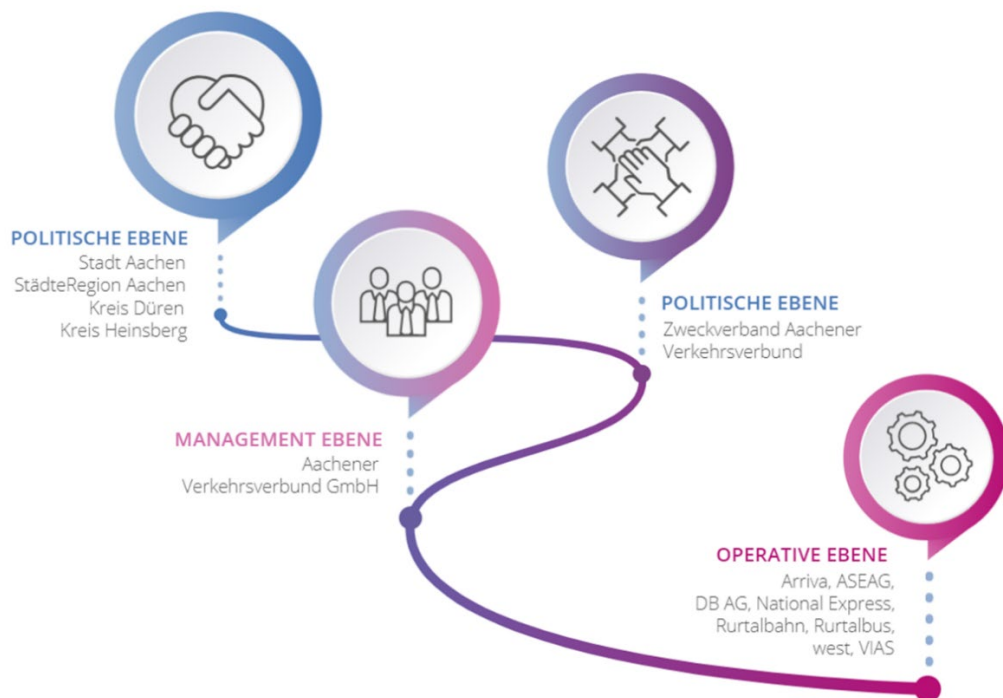 POLITISCHE EBENE
Stadt Aachen
StädteRegion Aachen
Kreis Düren
Kreis Heinsberg
POLITISCHE EBENE
Zweckverband Aachener
Verkehrsverbund
MANAGEMENT EBENE
Aachener
Verkehrsverbund GmbH
OPERATIVE EBENE
Arriva, ASEAG,
DB AG, National Express,
Rurtalbahn, Rurtalbus,
west, VIAS